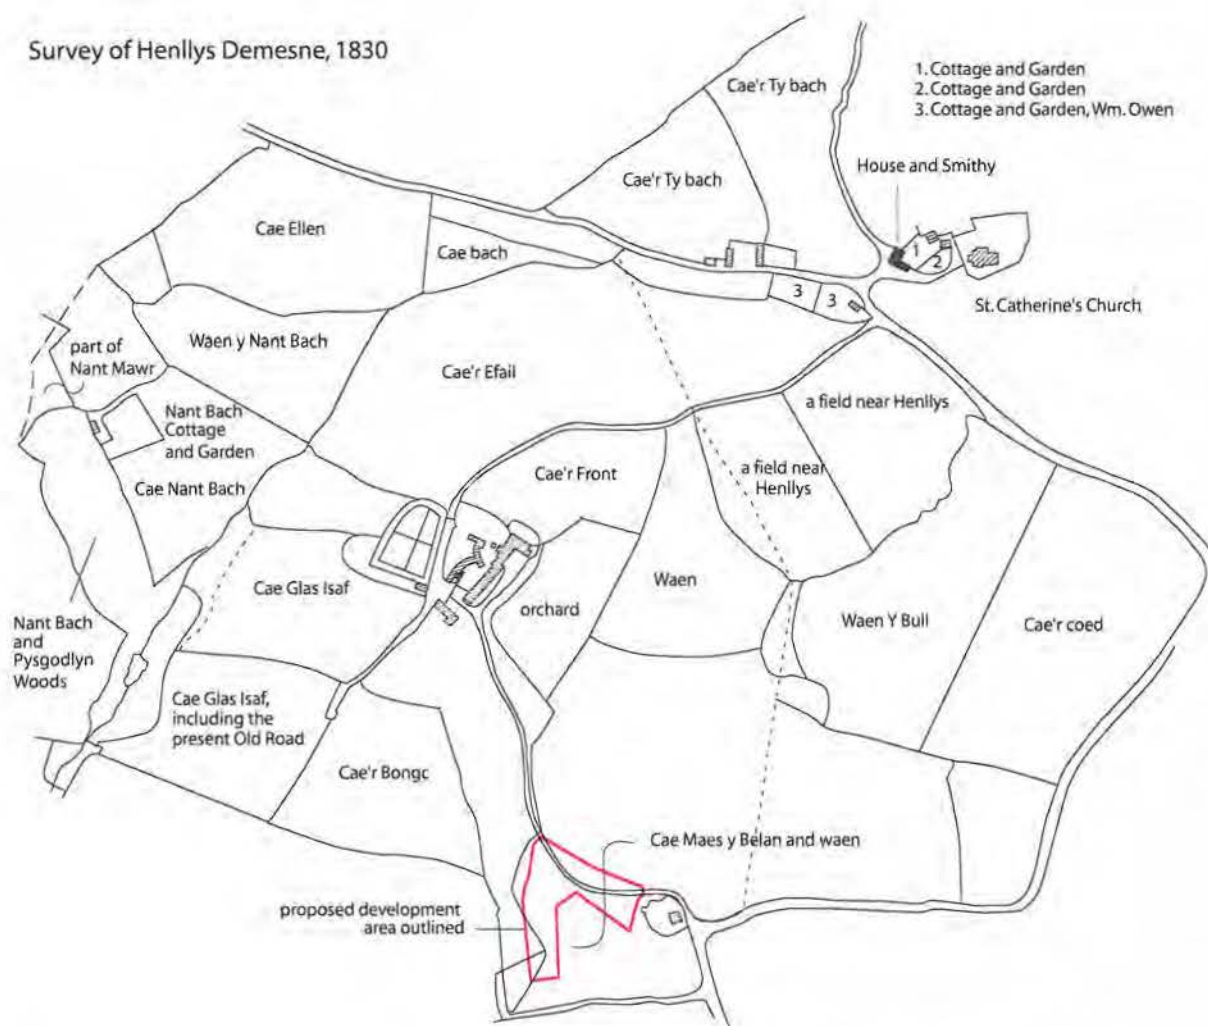 Survey of Henllys Demesne, 1830
1. Cottage and Garden
2. Cottage and Garden
3. Cottage and Garden, Wm. Owen
Cae'r Ty bach
House and Smithy
Cae'r Ty bach
Cae Ellen
Cae bach
1
2
3
3
St. Catherine's Church
part of
Nant Mawr
Waen y Nant Bach
Cae'r Efail
a field near Henllys
Nant Bach
Cottage
and Garden
Cae'r Front
a field near
Henllys
Cae Nant Bach
Cae Glas Isaf
orchard
Waen
Waen Y Bull
Cae'r coed
Nant Bach
and
Pysgodlyn
Woods
Cae Glas Isaf,
including the
present Old Road
Cae'r Bongc
Cae Maes y Belan and waen
proposed development
area outlined